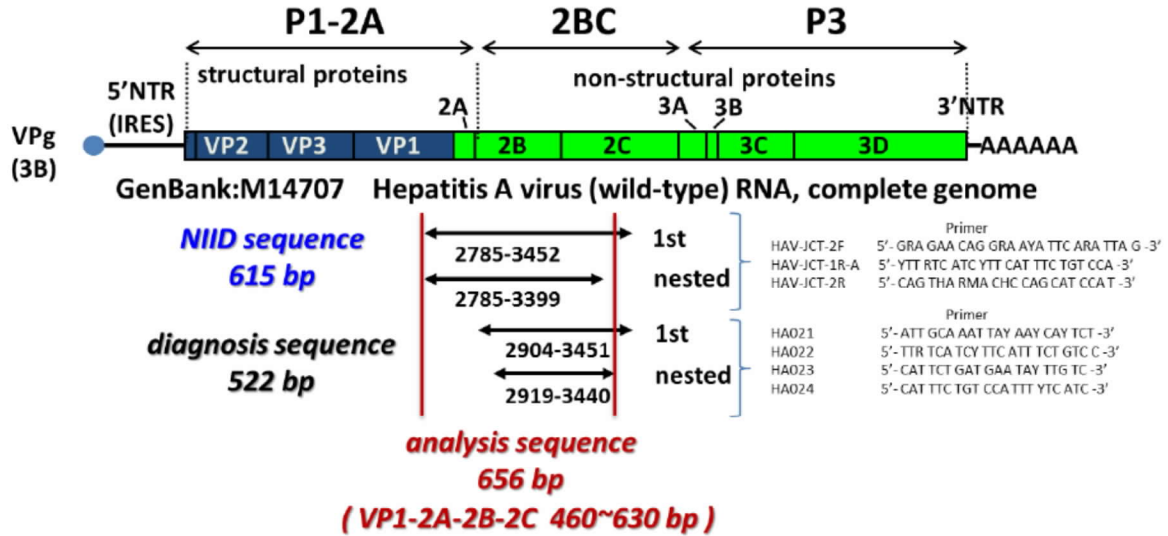 P1-2A 2BC P3
structural proteins non-structural proteins
5’NTR
(IRES)
2A 3A 3B 3’NTR
VPg
(3B)
VP2 VP3 VP1 2B 2C 3C 3D AAAAAA
GenBank:M14707 Hepatitis A virus (wild-type) RNA, complete genome
NIID sequence
615 bp
2785-3452 1st
2785-3399 nested
Primer
HAV-JCT-2F 5’- GRA GAA CAG GRA AYA TTC ARA TTA G -3’
HAV-JCT-1R-A 5’- YTT RTC ATC YTT CAT TTC TGT CCA -3’
HAV-JCT-2R 5’- CAG THA RMA CHC CAG CAT CCA T -3’
diagnosis sequence
522 bp
2904-3451 1st
2919-3440 nested
Primer
HA021 5’- ATT GCA AAT TAY AAY CAY TCT -3’
HA022 5’- TTR TCA TCY TTC ATT TCT GTC C -3’
HA023 5’- CAT TCT GAT GAA TAY TTG TC -3’
HA024 5’- CAT TTC TGT CCA TTT YTC ATC -3’
analysis sequence
656 bp
( VP1-2A-2B-2C 460~630 bp )